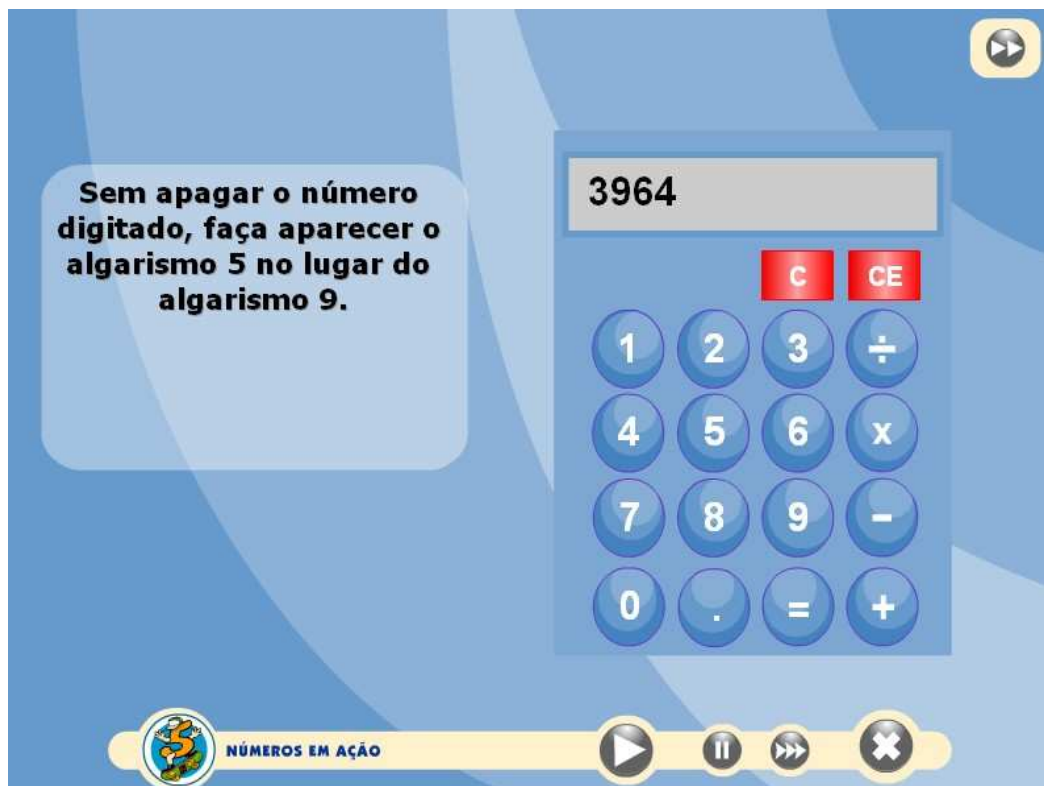 Sem apagar o número
digitado, faça aparecer o
algarismo 5 no lugar do
algarismo 9.
3964
C CE
1 2 3 ÷
4 5 6 x
7 8 9 -
0 . = +
NÚMEROS EM AÇÃO